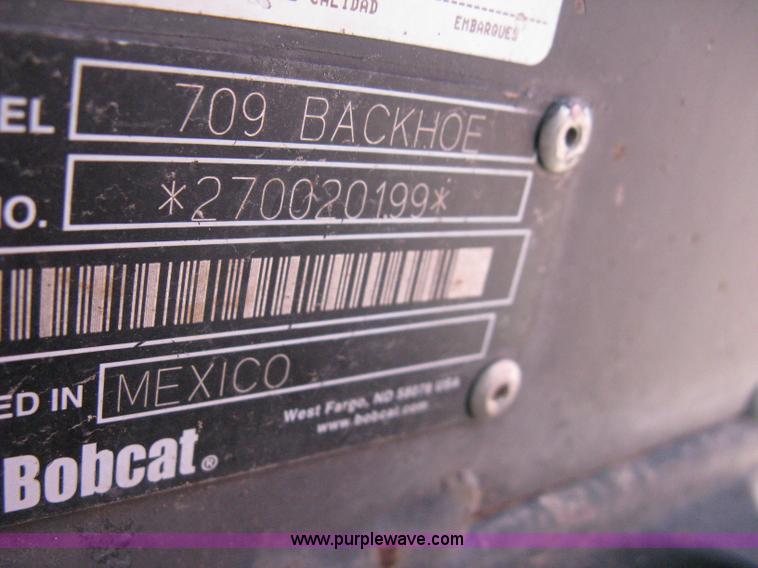 CALIDAD
EMBARQUES
EL 709 BACKHOE
O. *270020199*
ED IN MEXICO
West Fargo, ND 58078 USA
www.bobcat.com
Bobcat®
www.purplewave.com